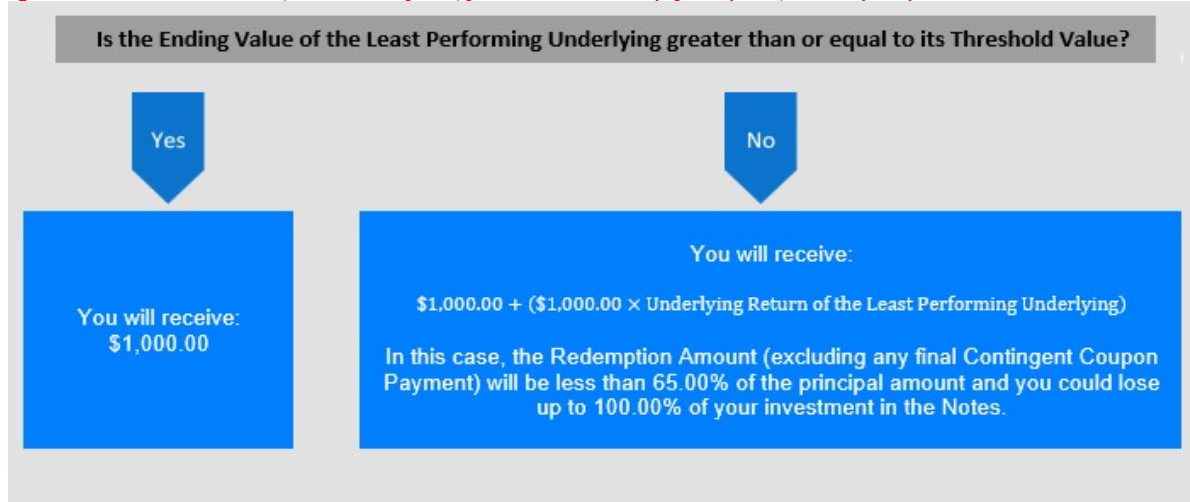 Is the Ending Value of the Least Performing Underlying greater than or equal to its Threshold Value?
Yes
No
You will receive:
$1,000.00
You will receive:
$1,000.00 + ($1,000.00 × Underlying Return of the Least Performing Underlying)
In this case, the Redemption Amount (excluding any final Contingent Coupon
Payment) will be less than 65.00% of the principal amount and you could lose
up to 100.00% of your investment in the Notes.